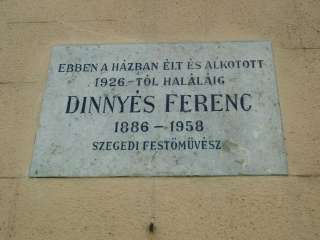 EBBEN A HÁZBAN ÉLT ÉS ALKOTOTT
1926-TÓL HALÁLÁIG
DINNYÉS FERENC
1886-1958
SZEGEDI FESTŐMŰVÉSZ